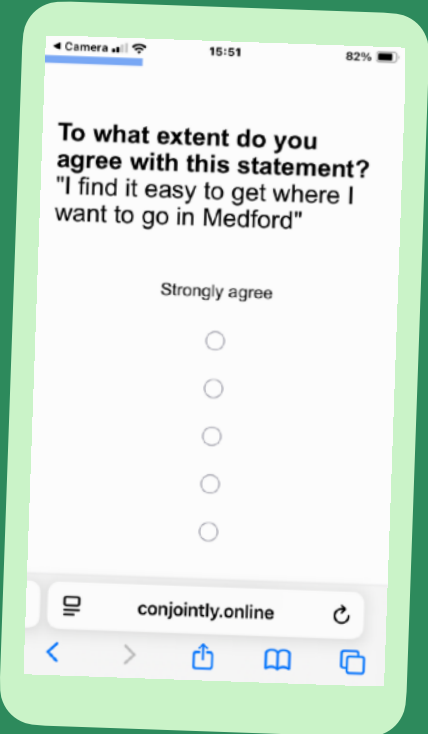 Camera
15:51
82%
To what extent do you
agree with this statement?
"I find it easy to get where I
want to go in Medford"
Strongly agree
conjointly.online